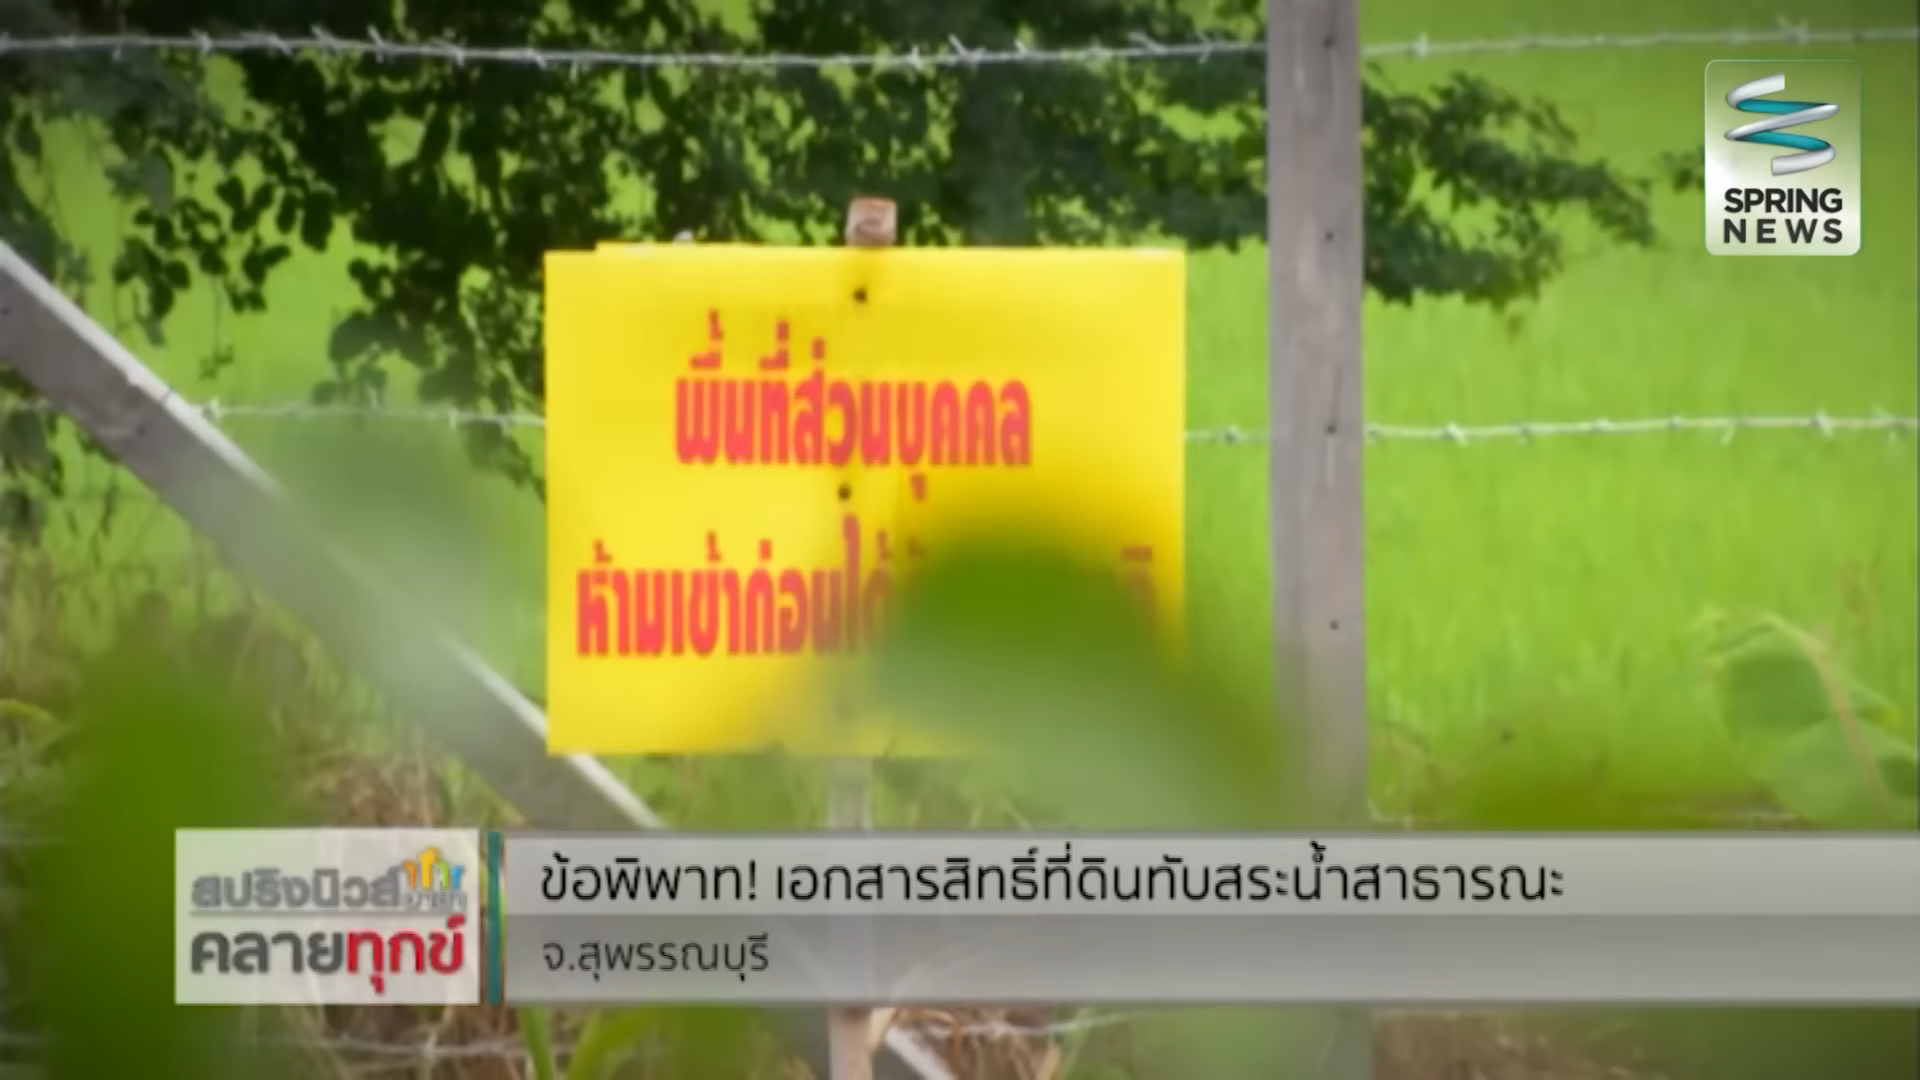 SPRING
NEWS
พื้นที่ส่วนบุคคล
ห้ามเข้าก่อนได้
สปริงนิวส์
คลายทุกข์
ข้อพิพาท! เอกสารสิทธิ์ที่ดินทับสระน้ำสาธารณะ
จ.สุพรรณบุรี